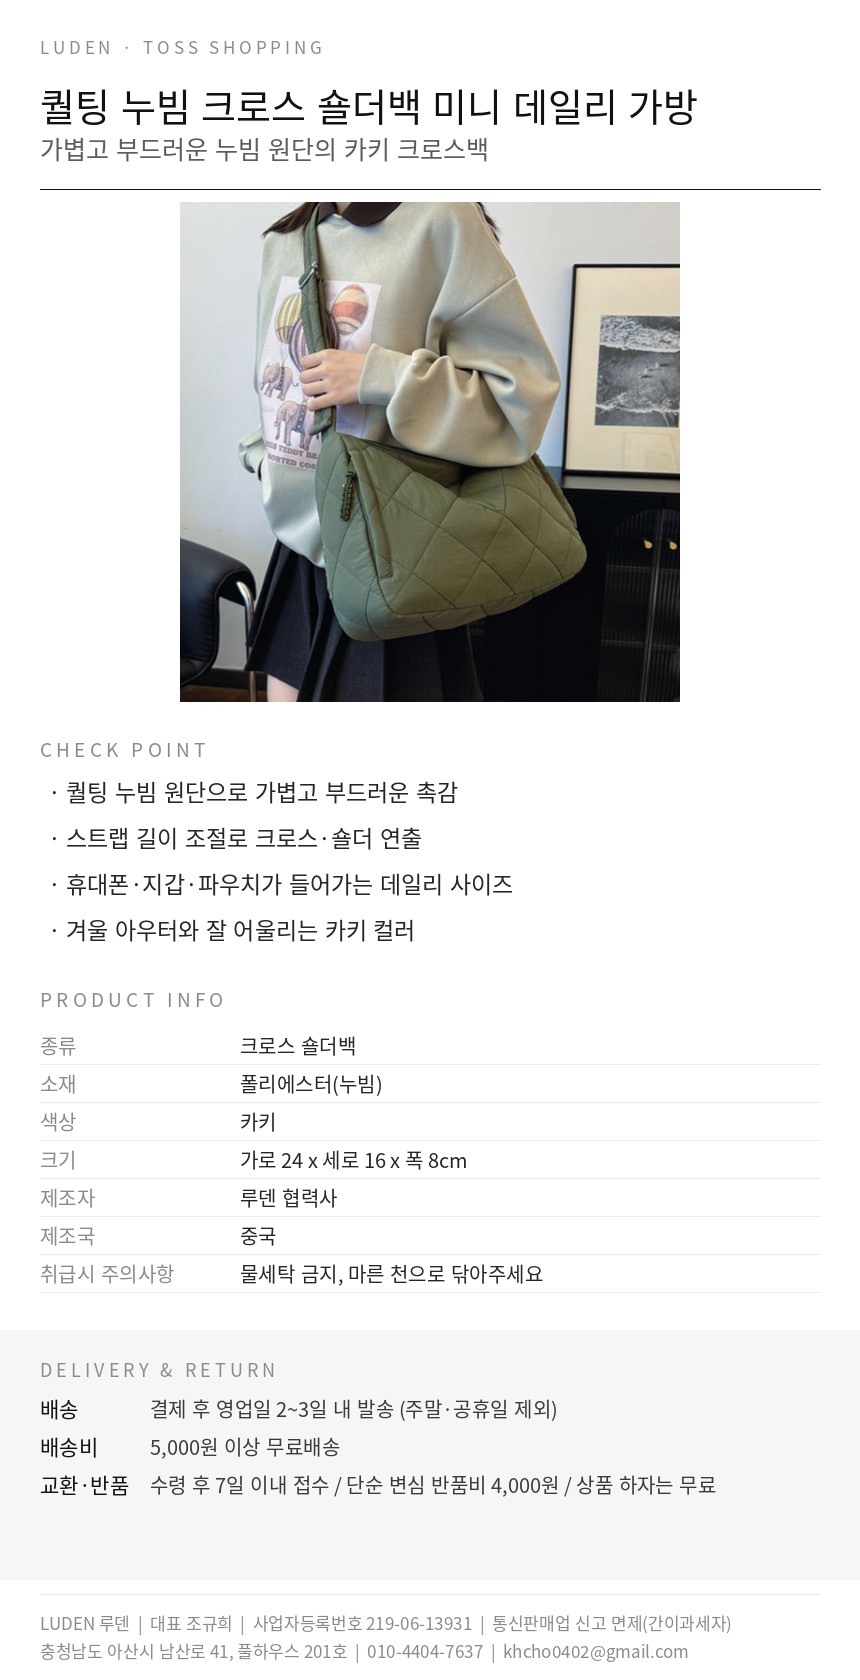 LUDEN · TOSS SHOPPING
퀼팅 누빔 크로스 숄더백 미니 데일리 가방
가볍고 부드러운 누빔 원단의 카키 크로스백
TEDDY
ORTED
CHECK POINT
· 퀼팅 누빔 원단으로 가볍고 부드러운 촉감
· 스트랩 길이 조절로 크로스·숄더 연출
· 휴대폰·지갑·파우치가 들어가는 데일리 사이즈
· 겨울 아우터와 잘 어울리는 카키 컬러
PRODUCT INFO
종류 크로스 숄더백
소재 폴리에스터(누빔)
색상 카키
크기 가로 24 x 세로 16 x 폭 8cm
제조자 루덴 협력사
제조국 중국
취급시 주의사항 물세탁 금지, 마른 천으로 닦아주세요
DELIVERY & RETURN
배송 결제 후 영업일 2~3일 내 발송 (주말·공휴일 제외)
배송비 5,000원 이상 무료배송
교환·반품 수령 후 7일 이내 접수 / 단순 변심 반품비 4,000원 / 상품 하자는 무료
LUDEN 루덴 | 대표 조규희 | 사업자등록번호 219-06-13931 | 통신판매업 신고 면제(간이과세자)
충청남도 아산시 남산로 41, 풀하우스 201호 | 010-4404-7637 | khcho0402@gmail.com